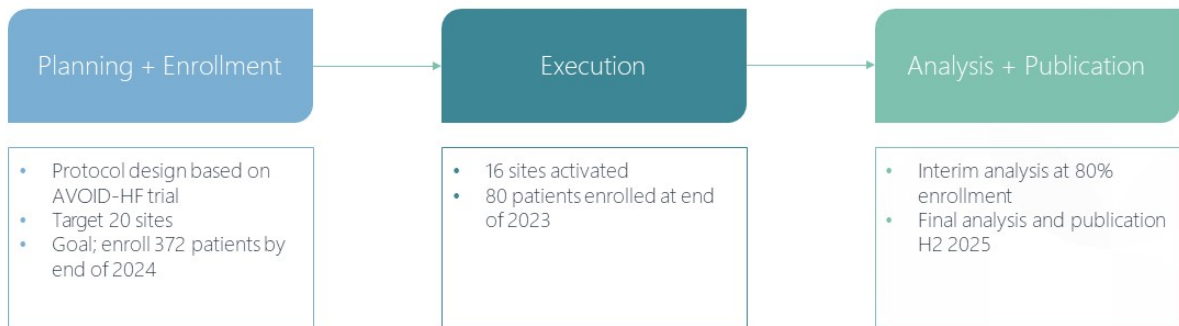 Planning + Enrollment
Execution
Analysis + Publication
• Protocol design based on
AVOID-HF trial
• Target 20 sites
• Goal; enroll 372 patients by
end of 2024
• 16 sites activated
• 80 patients enrolled at end
of 2023
• Interim analysis at 80%
enrollment
• Final analysis and publication
H2 2025